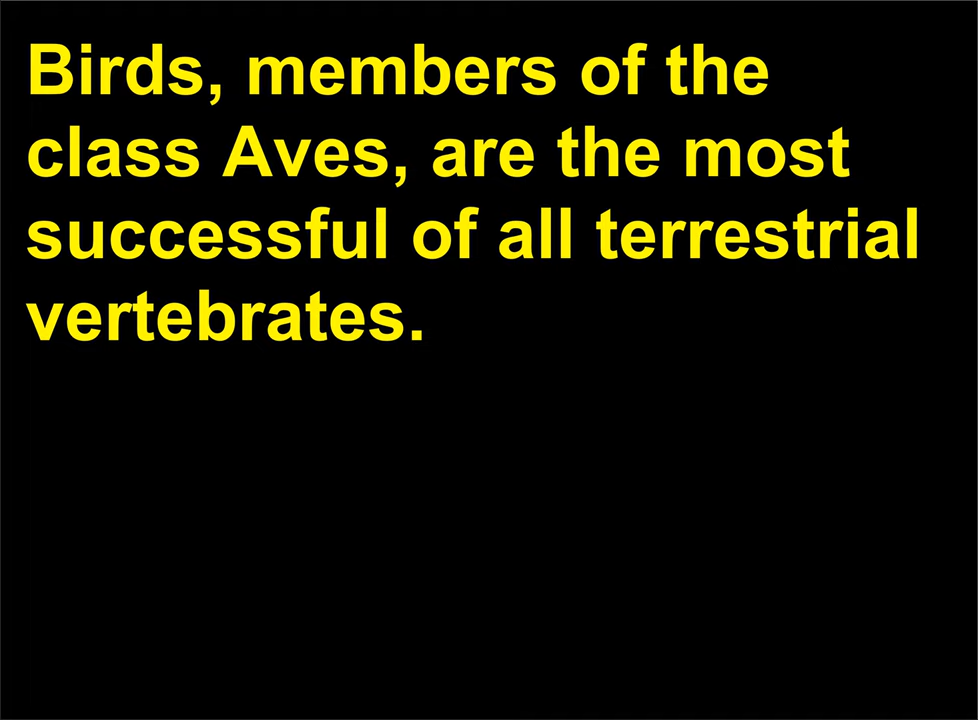 Birds, members of the
class Aves, are the most
successful of all terrestrial
vertebrates.